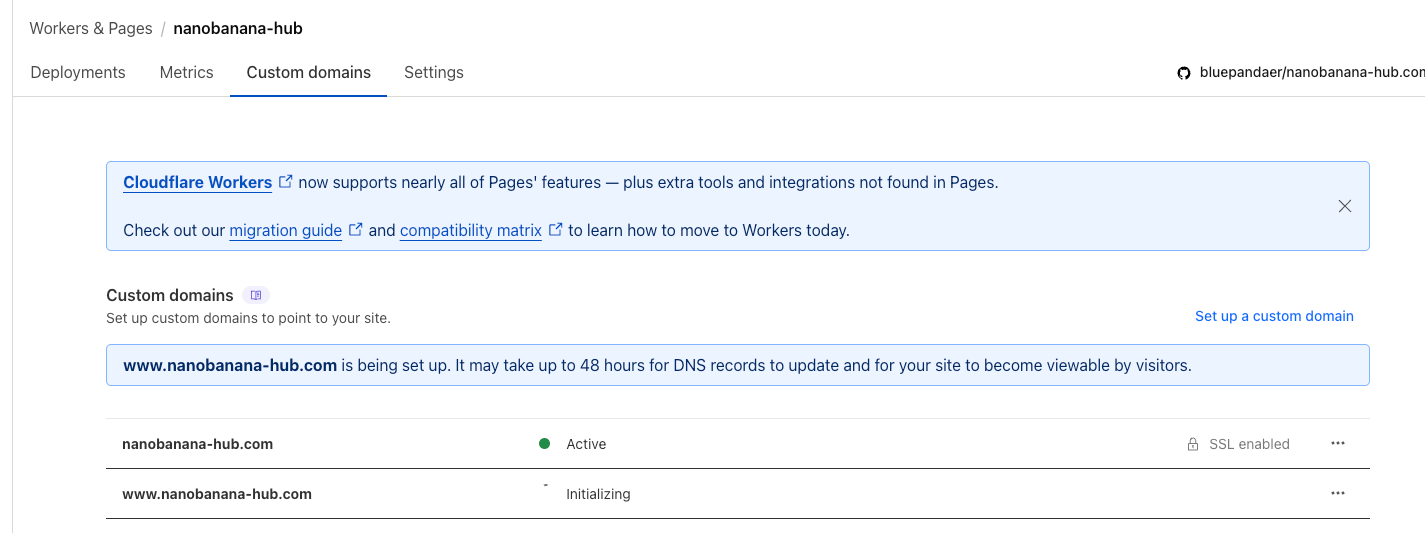 Workers & Pages / nanobanana-hub
Deployments Metrics Custom domains Settings bluepandaer/nanobanana-hub.com
Cloudflare Workers now supports nearly all of Pages' features — plus extra tools and integrations not found in Pages.
Check out our migration guide and compatibility matrix to learn how to move to Workers today.
Custom domains
Set up custom domains to point to your site.
Set up a custom domain
www.nanobanana-hub.com is being set up. It may take up to 48 hours for DNS records to update and for your site to become viewable by visitors.
nanobanana-hub.com Active SSL enabled ...
www.nanobanana-hub.com Initializing ...